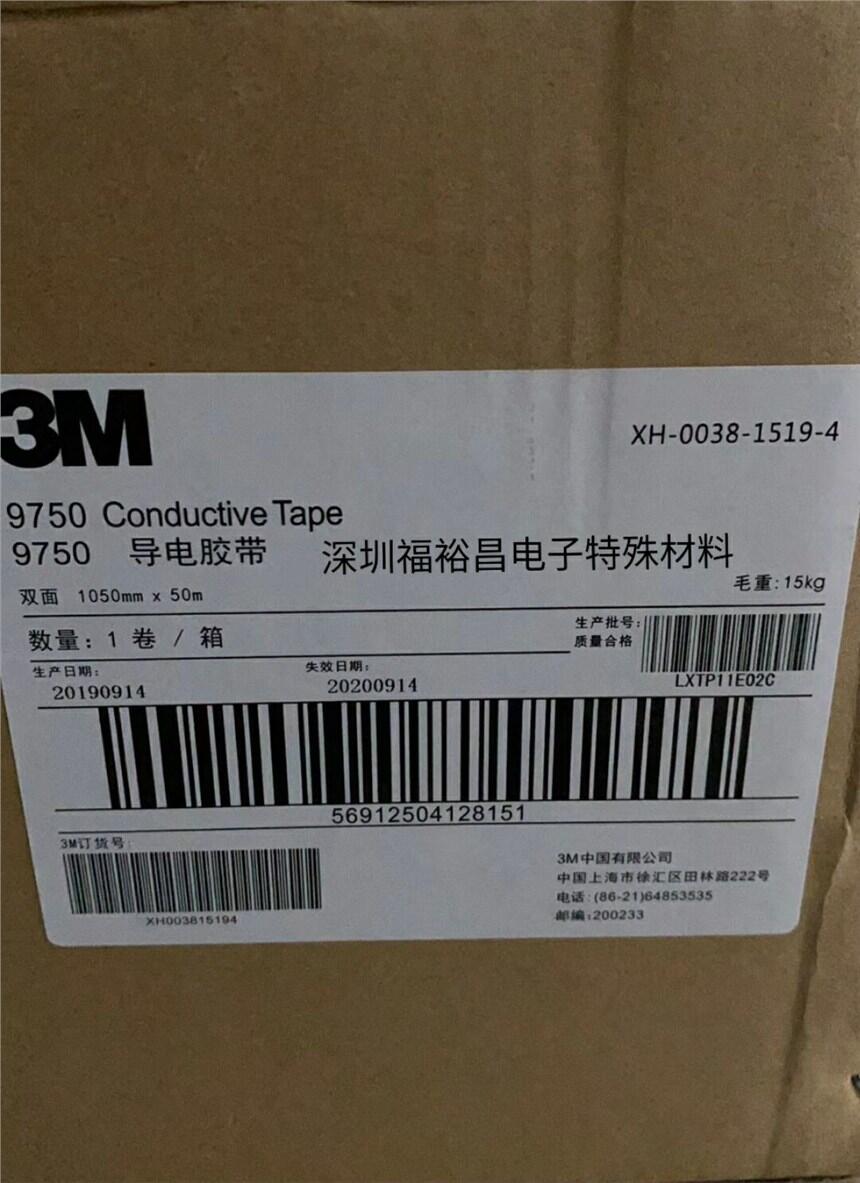 3M
XH-0038-1519-4
9750 Conductive Tape
9750 导电胶带 深圳福裕昌电子特殊材料
双面 1050mm x 50m
毛重:15kg
数量: 1 卷 / 箱
生产批号:
质量合格
LXTP11E02C
生产日期:
20190914
失效日期:
20200914
56912504128151
3M订货号:
XH003815194
3M中国有限公司
中国上海市徐汇区田林路222号
电话:(86-21)64853535
邮编:200233